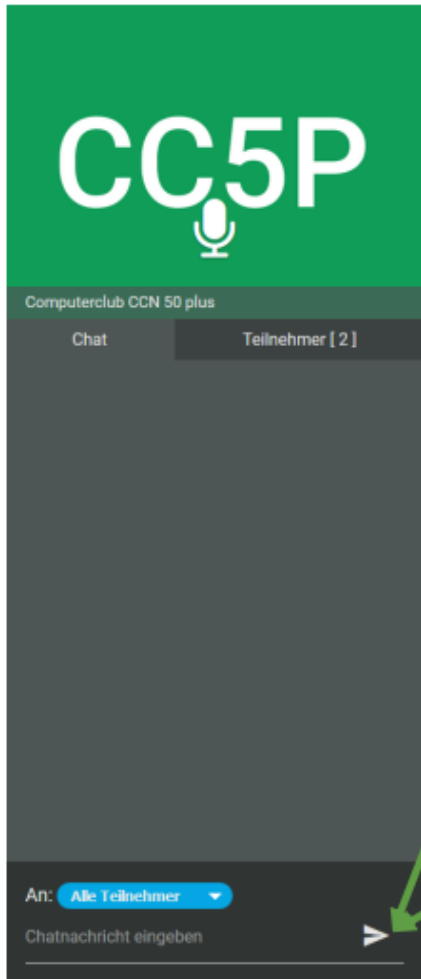 CC5P
Computerclub CCN 50 plus
Chat
Teilnehmer [ 2 ]
An: Alle Teilnehmer
Chatnachricht eingeben